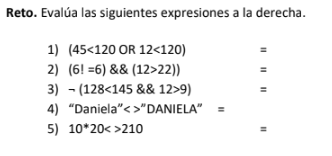 Reto. Evalúa las siguientes expresiones a la derecha.
1) (45<120 OR 12<120) =
2) (6! =6) && (12>22)) =
3) ¬ (128<145 && 12>9) =
4) “Daniela”< >”DANIELA” =
5) 10*20< >210 =